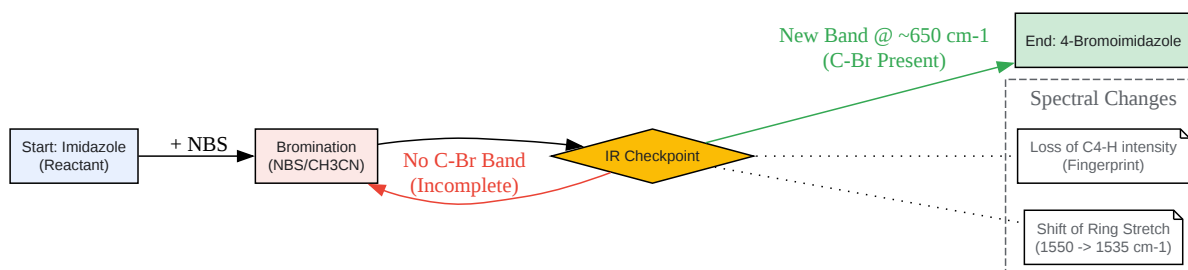 Start: Imidazole
(Reactant)
+ NBS
Bromination
(NBS/CH3CN)
No C-Br Band
(Incomplete)
IR Checkpoint
New Band @ ~650 cm-1
(C-Br Present)
End: 4-Bromoimidazole
Spectral Changes
Loss of C4-H intensity
(Fingerprint)
Shift of Ring Stretch
(1550 -> 1535 cm-1)